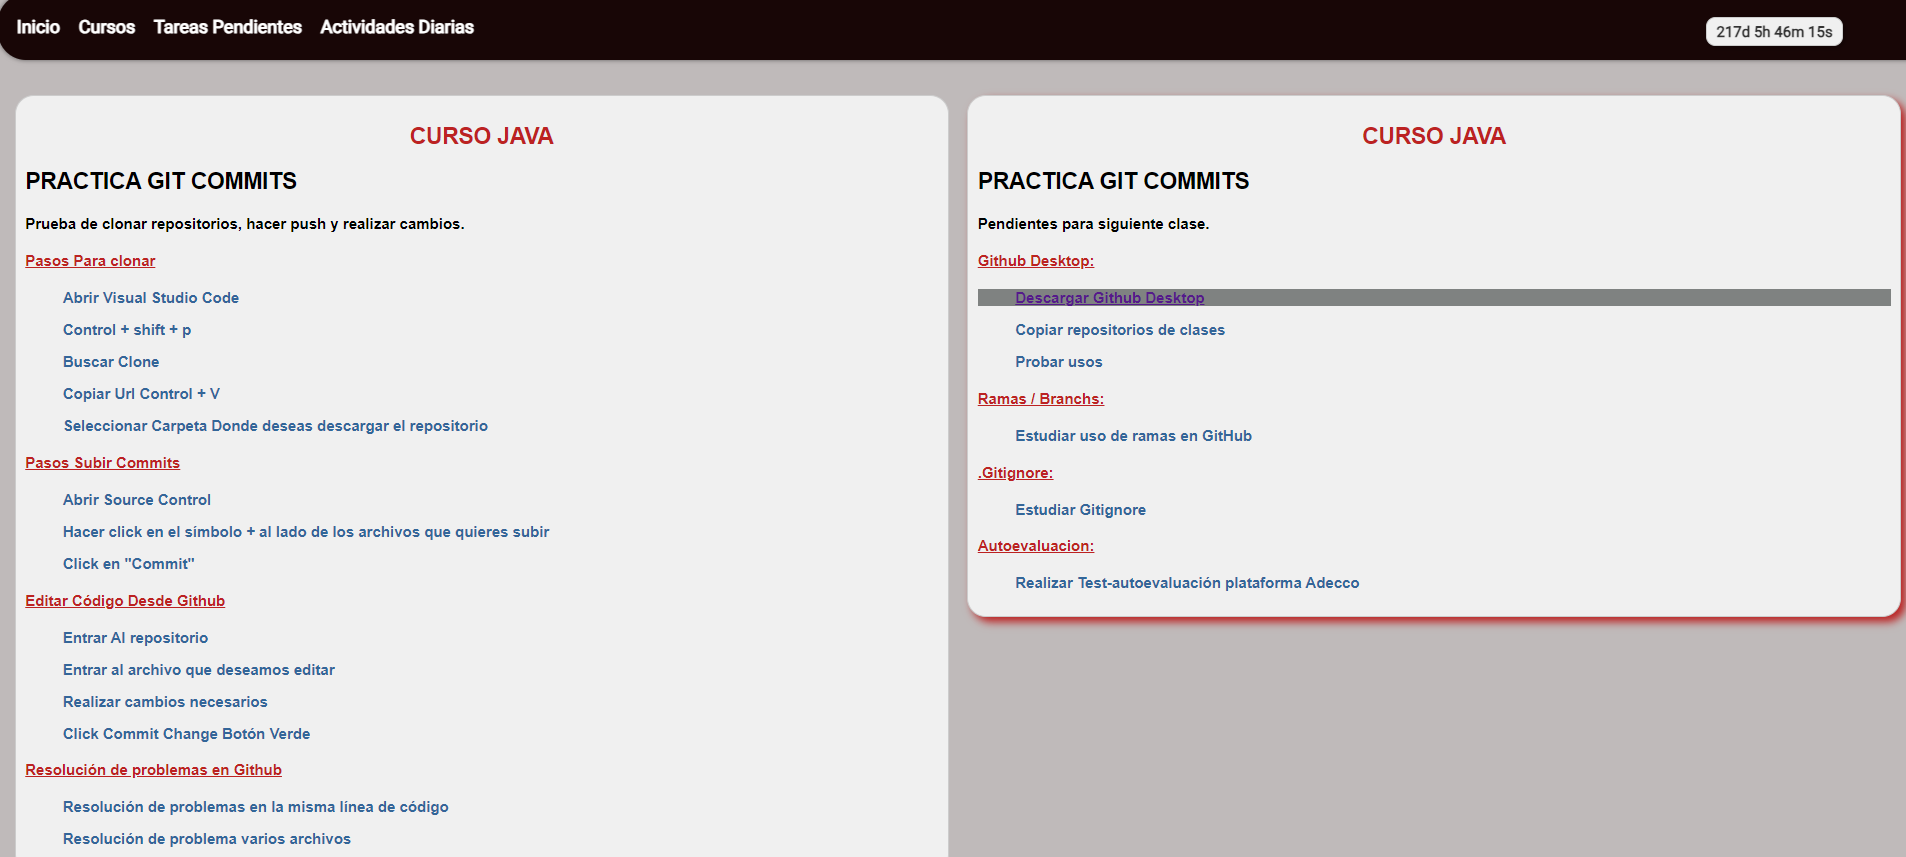 Inicio Cursos Tareas Pendientes Actividades Diarias
217d 5h 46m 15s
CURSO JAVA
PRACTICA GIT COMMITS
Prueba de clonar repositorios, hacer push y realizar cambios.
Pasos Para clonar
Abrir Visual Studio Code
Control + shift + p
Buscar Clone
Copiar Url Control + V
Seleccionar Carpeta Donde deseas descargar el repositorio
Pasos Subir Commits
Abrir Source Control
Hacer click en el símbolo + al lado de los archivos que quieres subir
Click en "Commit"
Editar Código Desde Github
Entrar Al repositorio
Entrar al archivo que deseamos editar
Realizar cambios necesarios
Click Commit Change Botón Verde
Resolución de problemas en Github
Resolución de problemas en la misma línea de código
Resolución de problema varios archivos
CURSO JAVA
PRACTICA GIT COMMITS
Pendientes para siguiente clase.
Github Desktop:
Descargar Github Desktop
Copiar repositorios de clases
Probar usos
Ramas / Branchs:
Estudiar uso de ramas en GitHub
.Gitignore:
Estudiar Gitignore
Autoevaluacion:
Realizar Test-autoevaluación plataforma Adecco